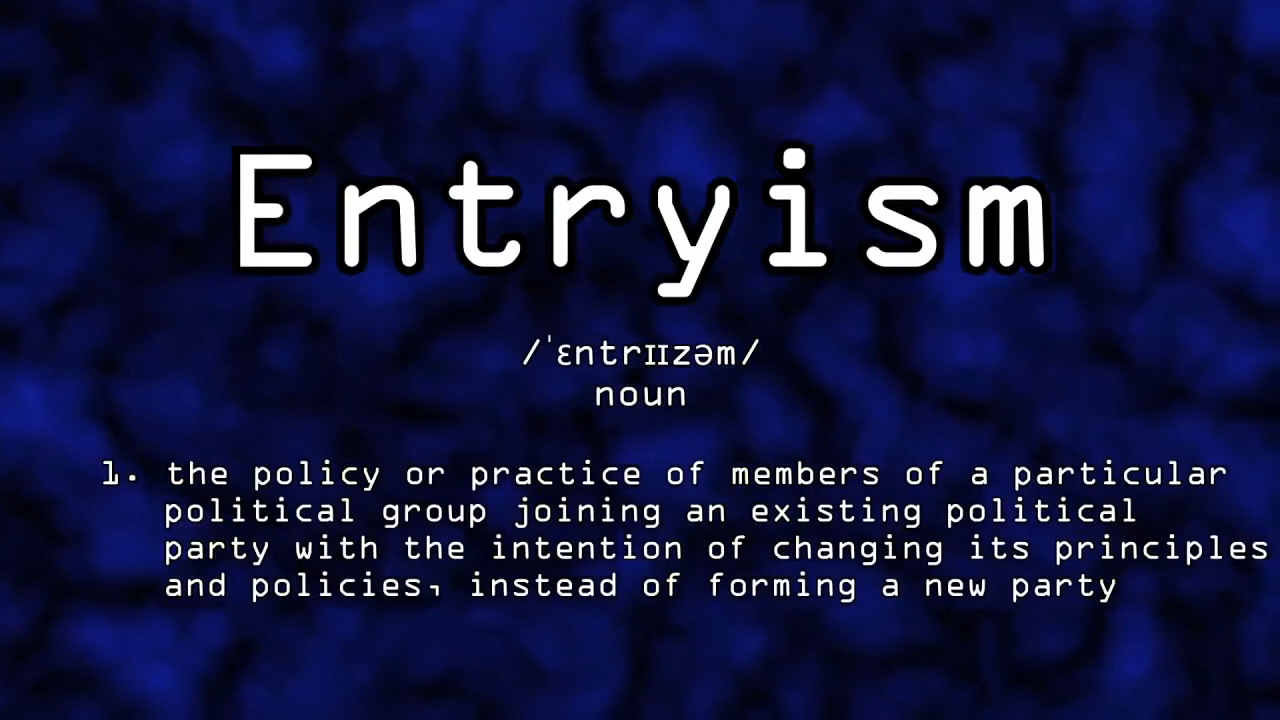 Entryism
/ˈɛntrɪɪzəm/
noun
1. the policy or practice of members of a particular
political group joining an existing political
party with the intention of changing its principles
and policies, instead of forming a new party